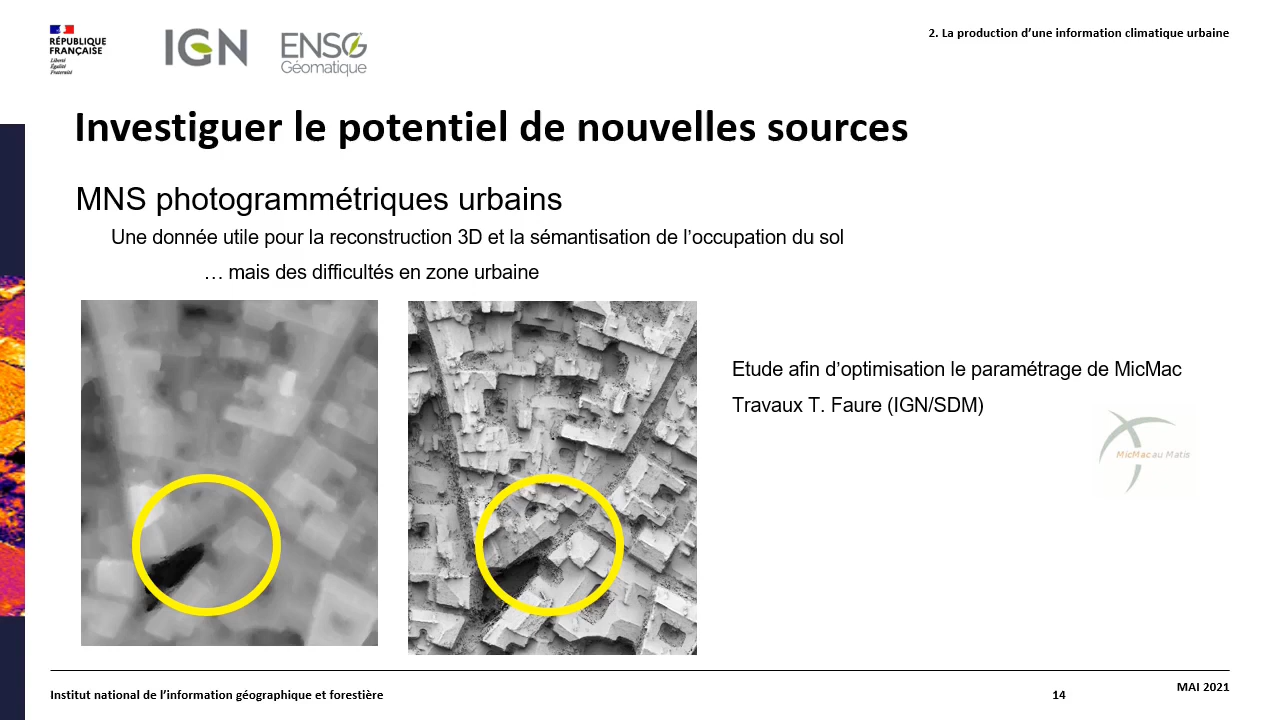 RÉPUBLIQUE
FRANÇAISE
Liberté
Égalité
Fraternité
IGN
ENSG
Géomatique
2. La production d’une information climatique urbaine
Investiguer le potentiel de nouvelles sources
MNS photogrammétriques urbains
Une donnée utile pour la reconstruction 3D et la sémantisation de l’occupation du sol
… mais des difficultés en zone urbaine
Etude afin d’optimisation le paramétrage de MicMac
Travaux T. Faure (IGN/SDM)
MicMac au Matis
Institut national de l’information géographique et forestière
14
MAI 2021